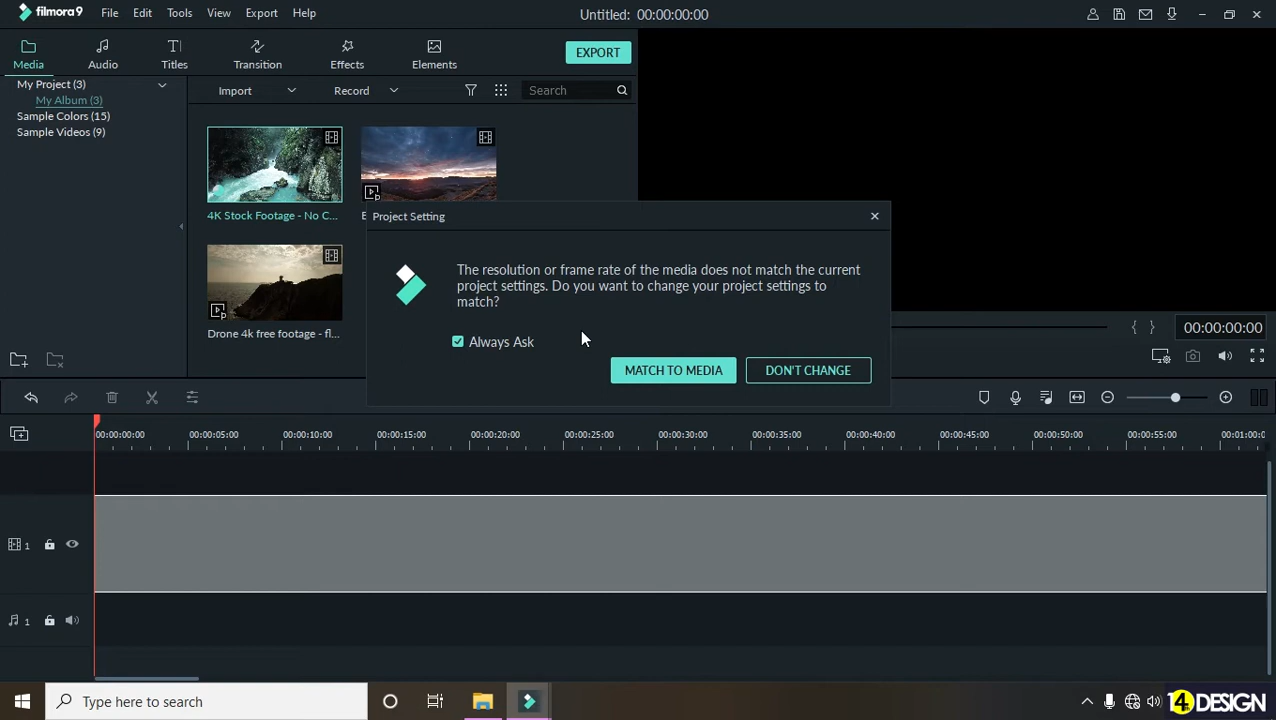 filmora9 File Edit Tools View Export Help Untitled: 00:00:00:00
Media Audio Titles Transition Effects Elements EXPORT
My Project (3)
My Album (3)
Sample Colors (15)
Sample Videos (9)
Import Record Search
4K Stock Footage - No C...
Drone 4k free footage - fl...
Project Setting
The resolution or frame rate of the media does not match the current
project settings. Do you want to change your project settings to
match?
Always Ask
MATCH TO MEDIA DON'T CHANGE
{ } 00:00:00:00
00:00:00:00 00:00:05:00 00:00:10:00 00:00:15:00 00:00:20:00 00:00:25:00 00:00:30:00 00:00:35:00 00:00:40:00 00:00:45:00 00:00:50:00 00:00:55:00 00:01:00:0
1
1
Type here to search
4 DESIGN